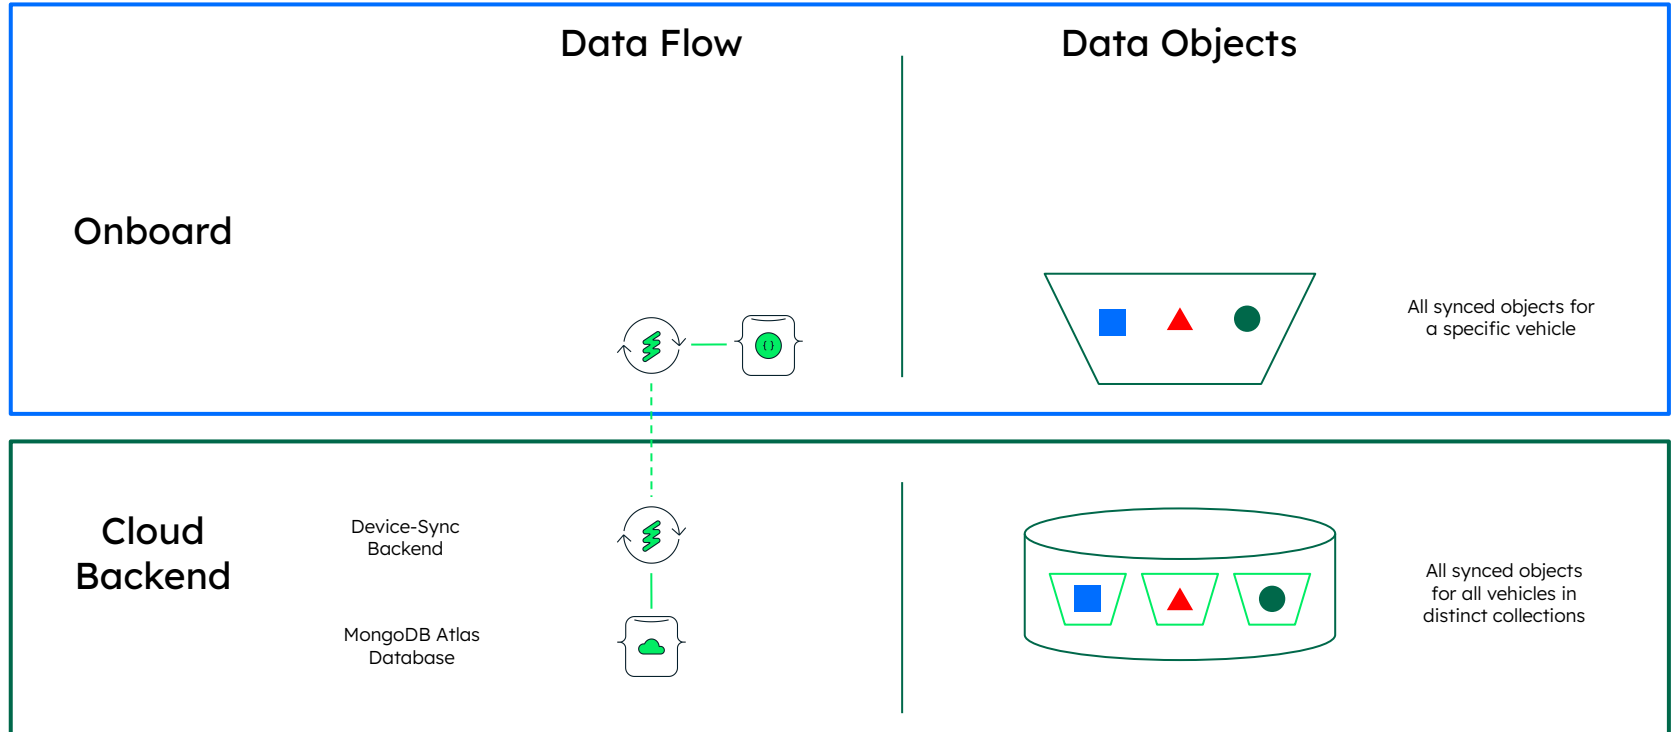 Data Flow
Data Objects
Onboard
All synced objects for
a specific vehicle
{}
Cloud
Backend
Device-Sync
Backend
MongoDB Atlas
Database
All synced objects
for all vehicles in
distinct collections